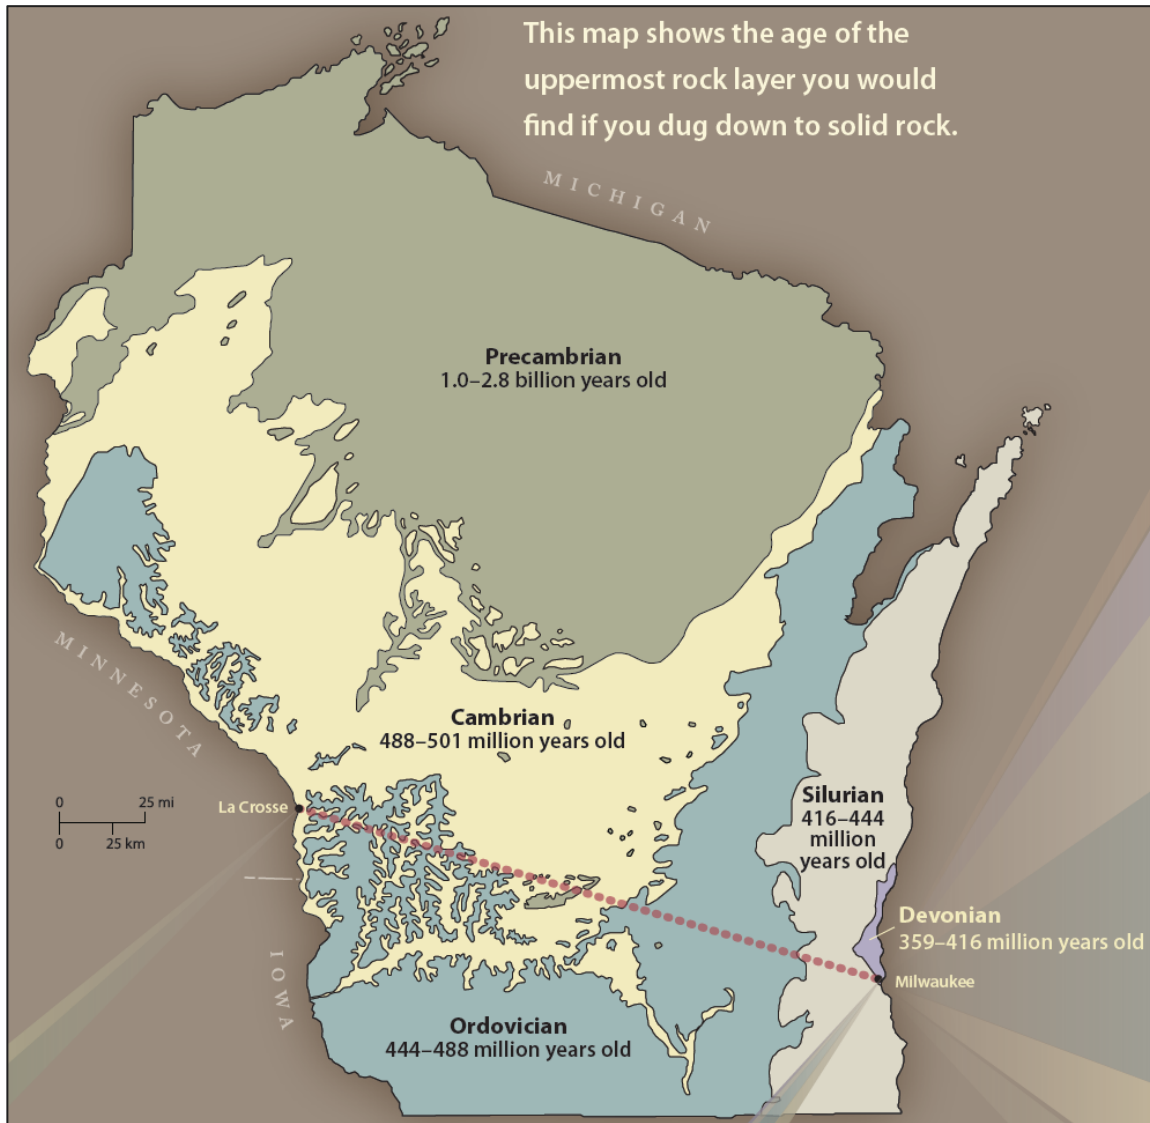 This map shows the age of the
uppermost rock layer you would
find if you dug down to solid rock.
MICHIGAN
Precambrian
1.0–2.8 billion years old
MINNESOTA
Cambrian
488–501 million years old
0 25 mi
0 25 km
La Crosse
Silurian
416–444
million
years old
Devonian
359–416 million years old
IOWA
Milwaukee
Ordovician
444–488 million years old